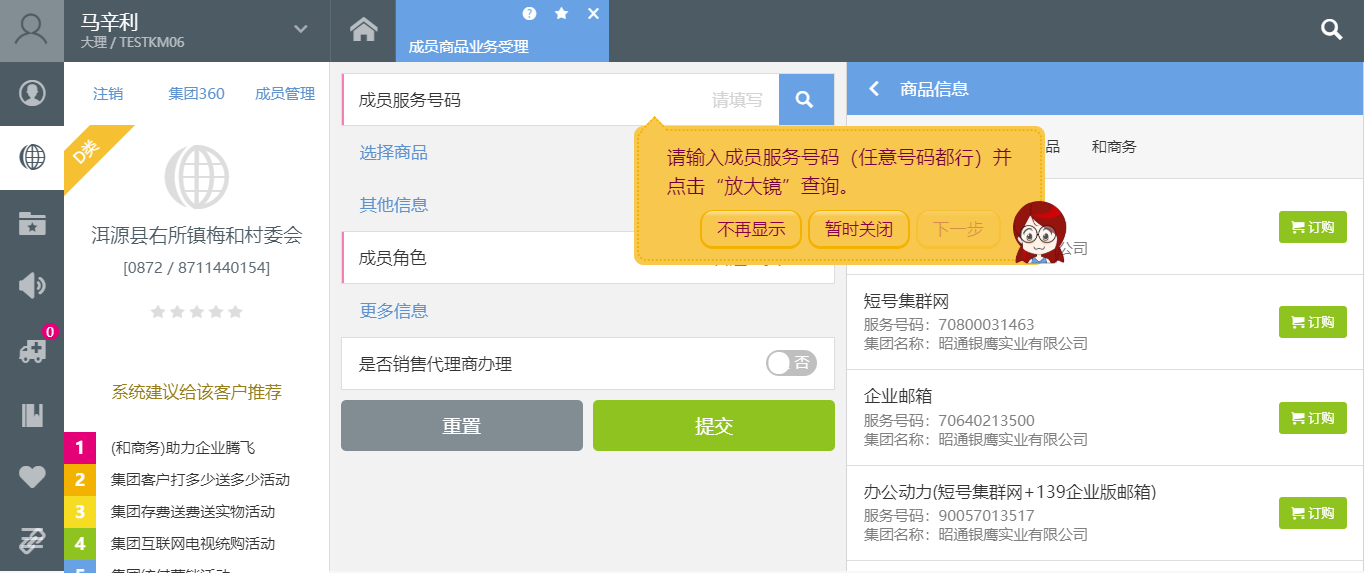 马辛利
大理 / TESTKM06
成员商品业务受理
注销 集团360 成员管理
D类
洱源县右所镇梅和村委会
[0872 / 8711440154]
0
系统建议给该客户推荐
1 (和商务)助力企业腾飞
2 集团客户打多少送多少活动
3 集团存费送费送实物活动
4 集团互联网电视统购活动
成员服务号码 请填写
选择商品
其他信息
成员角色
更多信息
是否销售代理商办理 否
重置 提交
请输入成员服务号码（任意号码都行）并
点击“放大镜”查询。
不再显示 暂时关闭 下一步
商品信息
品 和商务
订购
公司
短号集群网
服务号码：70800031463
集团名称：昭通银鹰实业有限公司
订购
企业邮箱
服务号码：70640213500
集团名称：昭通银鹰实业有限公司
订购
办公动力(短号集群网+139企业版邮箱)
服务号码：90057013517
集团名称：昭通银鹰实业有限公司
订购